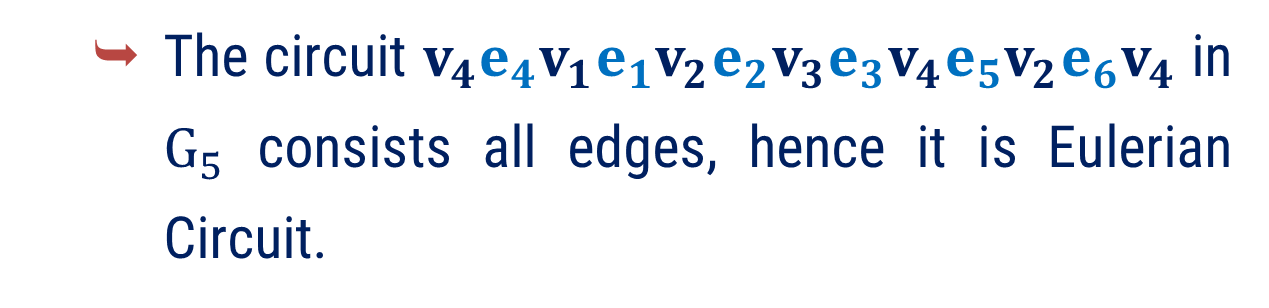 The circuit v₄e₄v₁e₁v₂e₂v₃e₃v₄e₅v₂e₆v₄ in
G₅ consists all edges, hence it is Eulerian
Circuit.